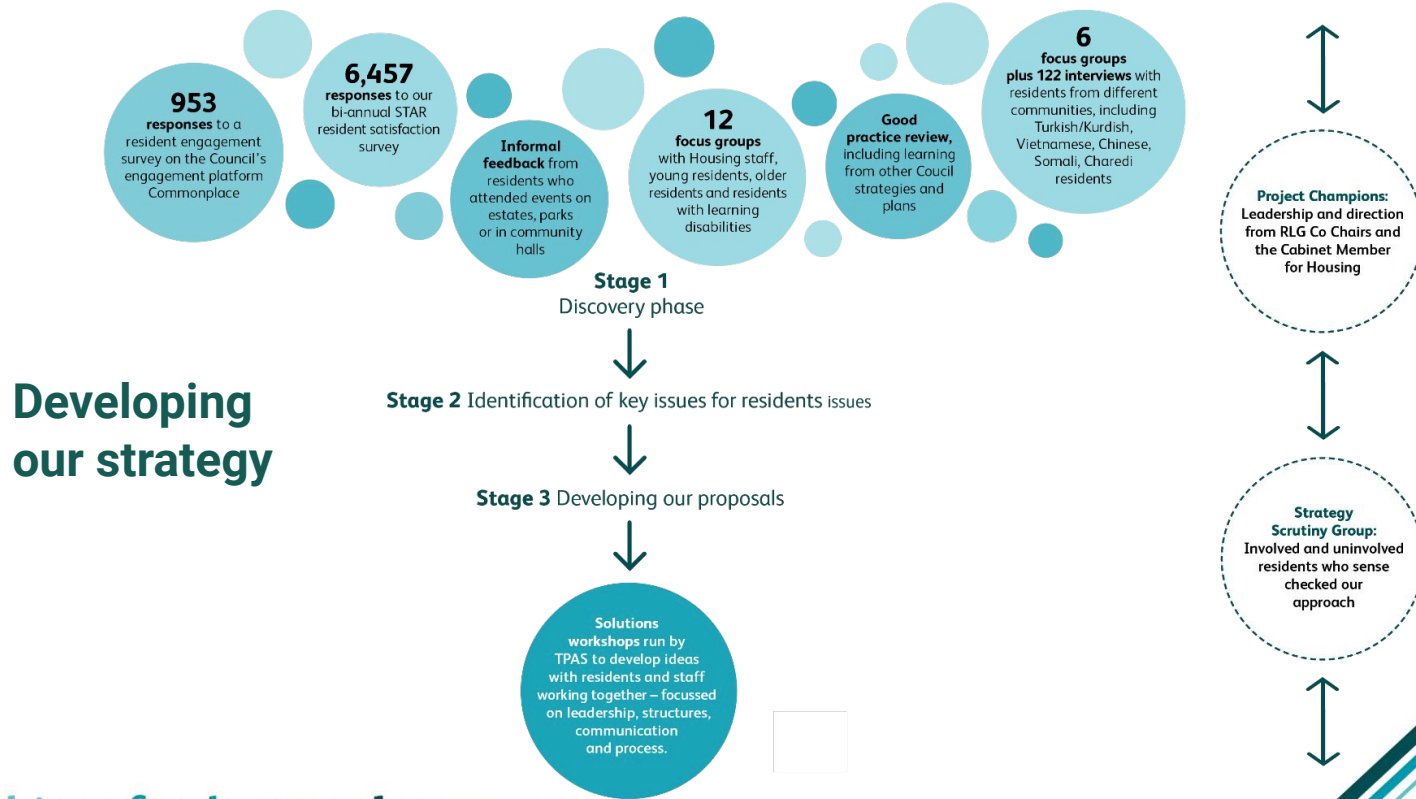 953
responses to a
resident engagement
survey on the Council's
engagement platform
Commonplace
6,457
responses to our
bi-annual STAR
resident satisfaction
survey
Informal
feedback from
residents who
attended events on
estates, parks
or in community
halls
12
focus groups
with Housing staff,
young residents, older
residents and residents
with learning
disabilities
Good
practice review,
including learning
from other Coucil
strategies and
plans
6
focus groups
plus 122 interviews with
residents from different
communities, including
Turkish/Kurdish,
Vietnamese, Chinese,
Somali, Charedi
residents
Stage 1
Discovery phase
Stage 2 Identification of key issues for residents issues
Stage 3 Developing our proposals
Solutions
workshops run by
TPAS to develop ideas
with residents and staff
working together – focussed
on leadership, structures,
communication
and process.
Developing
our strategy
Project Champions:
Leadership and direction
from RLG Co Chairs and
the Cabinet Member
for Housing
Strategy
Scrutiny Group:
Involved and uninvolved
residents who sense
checked our
approach